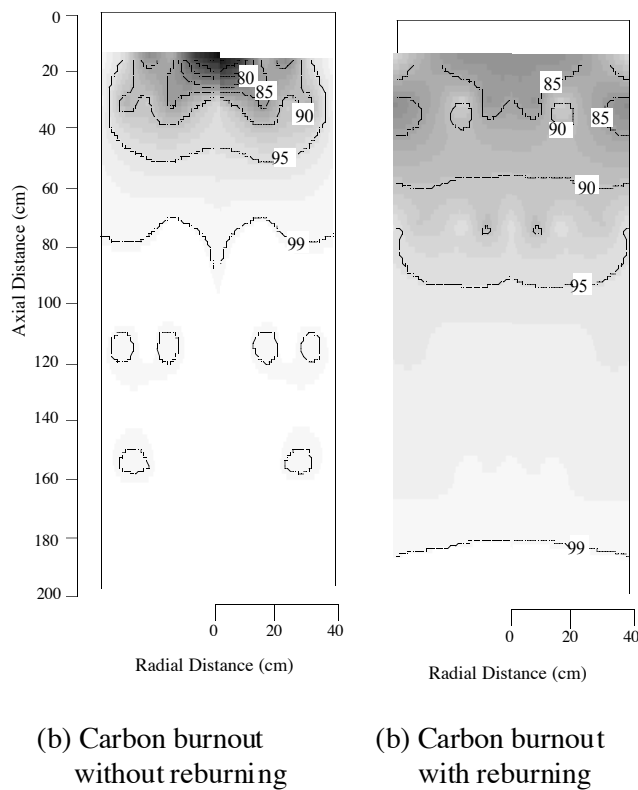 0
20
40
60
80
100
120
140
160
180
200
Axial Distance (cm)
80
85
90
95
99
0 20 40
Radial Distance (cm)
85
90
85
90
95
99
0 20 40
Radial Distance (cm)
(b) Carbon burnout
without reburning
(b) Carbon burnout
with reburning